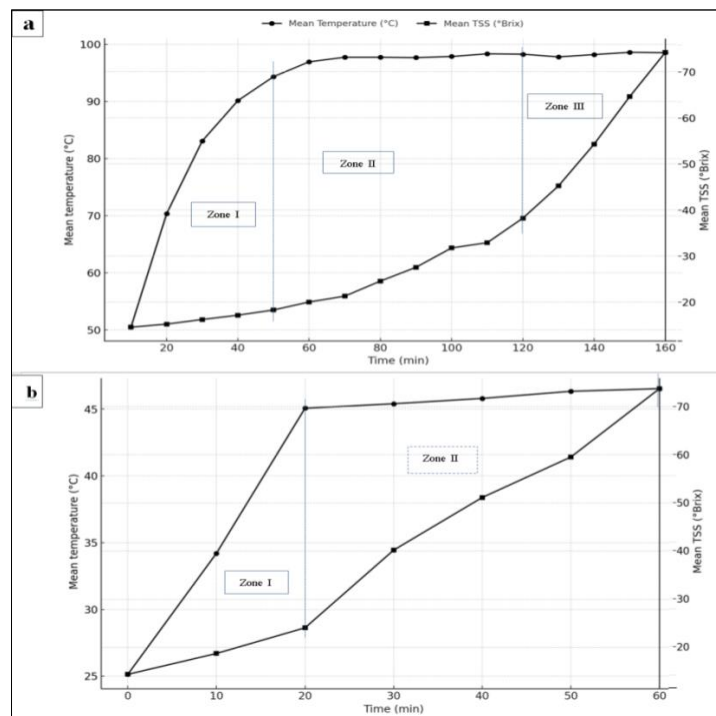 a
Mean Temperature (°C) Mean TSS (°Brix)
100
90
80
70
60
50
Mean temperature (°C)
Zone I
Zone II
Zone III
-70
-60
-50
-40
-30
-20
Mean TSS (°Brix)
20 40 60 80 100 120 140 160
Time (min)
b
45
40
35
29
25
Mean temperature (°C)
Zone I
Zone II
-70
-60
-50
-40
-30
-20
Mean TSS (°Brix)
0 10 20 30 40 50 60
Time (min)